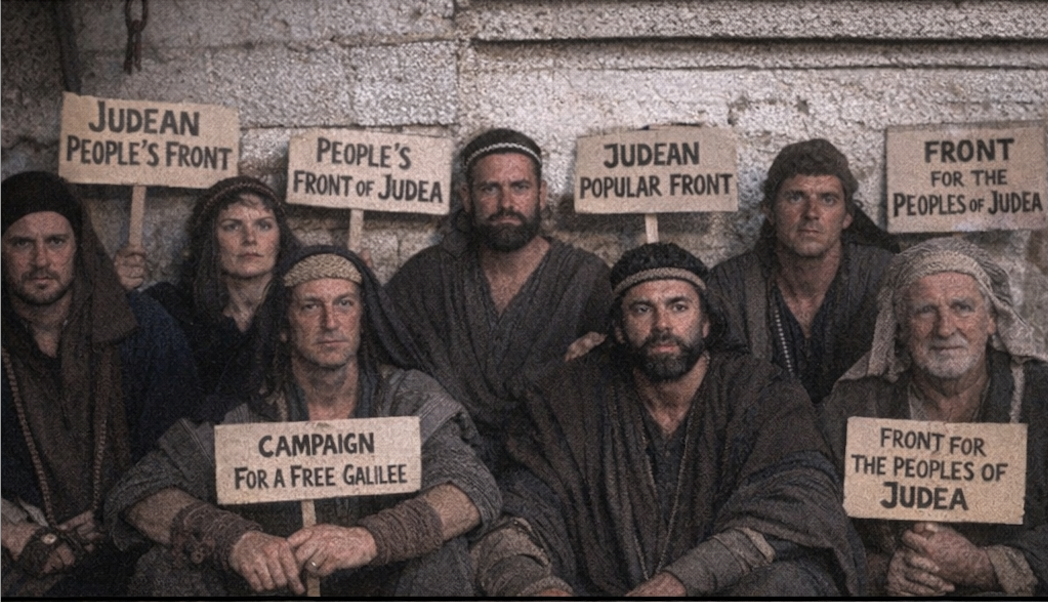 JUDEAN
PEOPLE'S FRONT
PEOPLE'S
FRONT OF JUDEA
JUDEAN
POPULAR FRONT
FRONT
FOR THE
PEOPLES OF JUDEA
CAMPAIGN
FOR A FREE GALILEE
FRONT FOR
THE PEOPLES OF
JUDEA